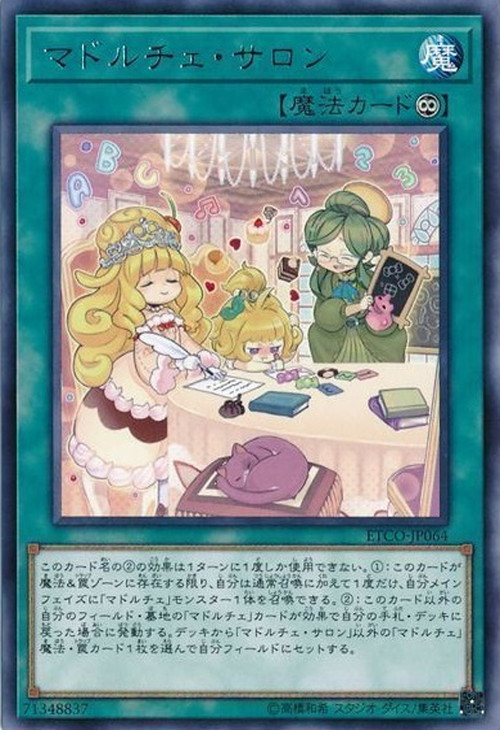 マドルチェ・サロン
魔
【魔法カード】
A B C
1 2 3
ETCO-JP064
このカード名の②の効果は1ターンに1度しか使用できない。①:このカードが
魔法&罠ゾーンに存在する限り、自分は通常召喚に加えて1度だけ、自分メイン
フェイズに「マドルチェ」モンスター1体を召喚できる。②:このカード以外の
自分のフィールド・墓地の「マドルチェ」カードが効果で自分の手札・デッキに
戻った場合に発動する。デッキから「マドルチェ・サロン」以外の「マドルチェ」
魔法・罠カード1枚を選んで自分フィールドにセットする。
71348837
©高橋和希 スタジオ・ダイス/集英社